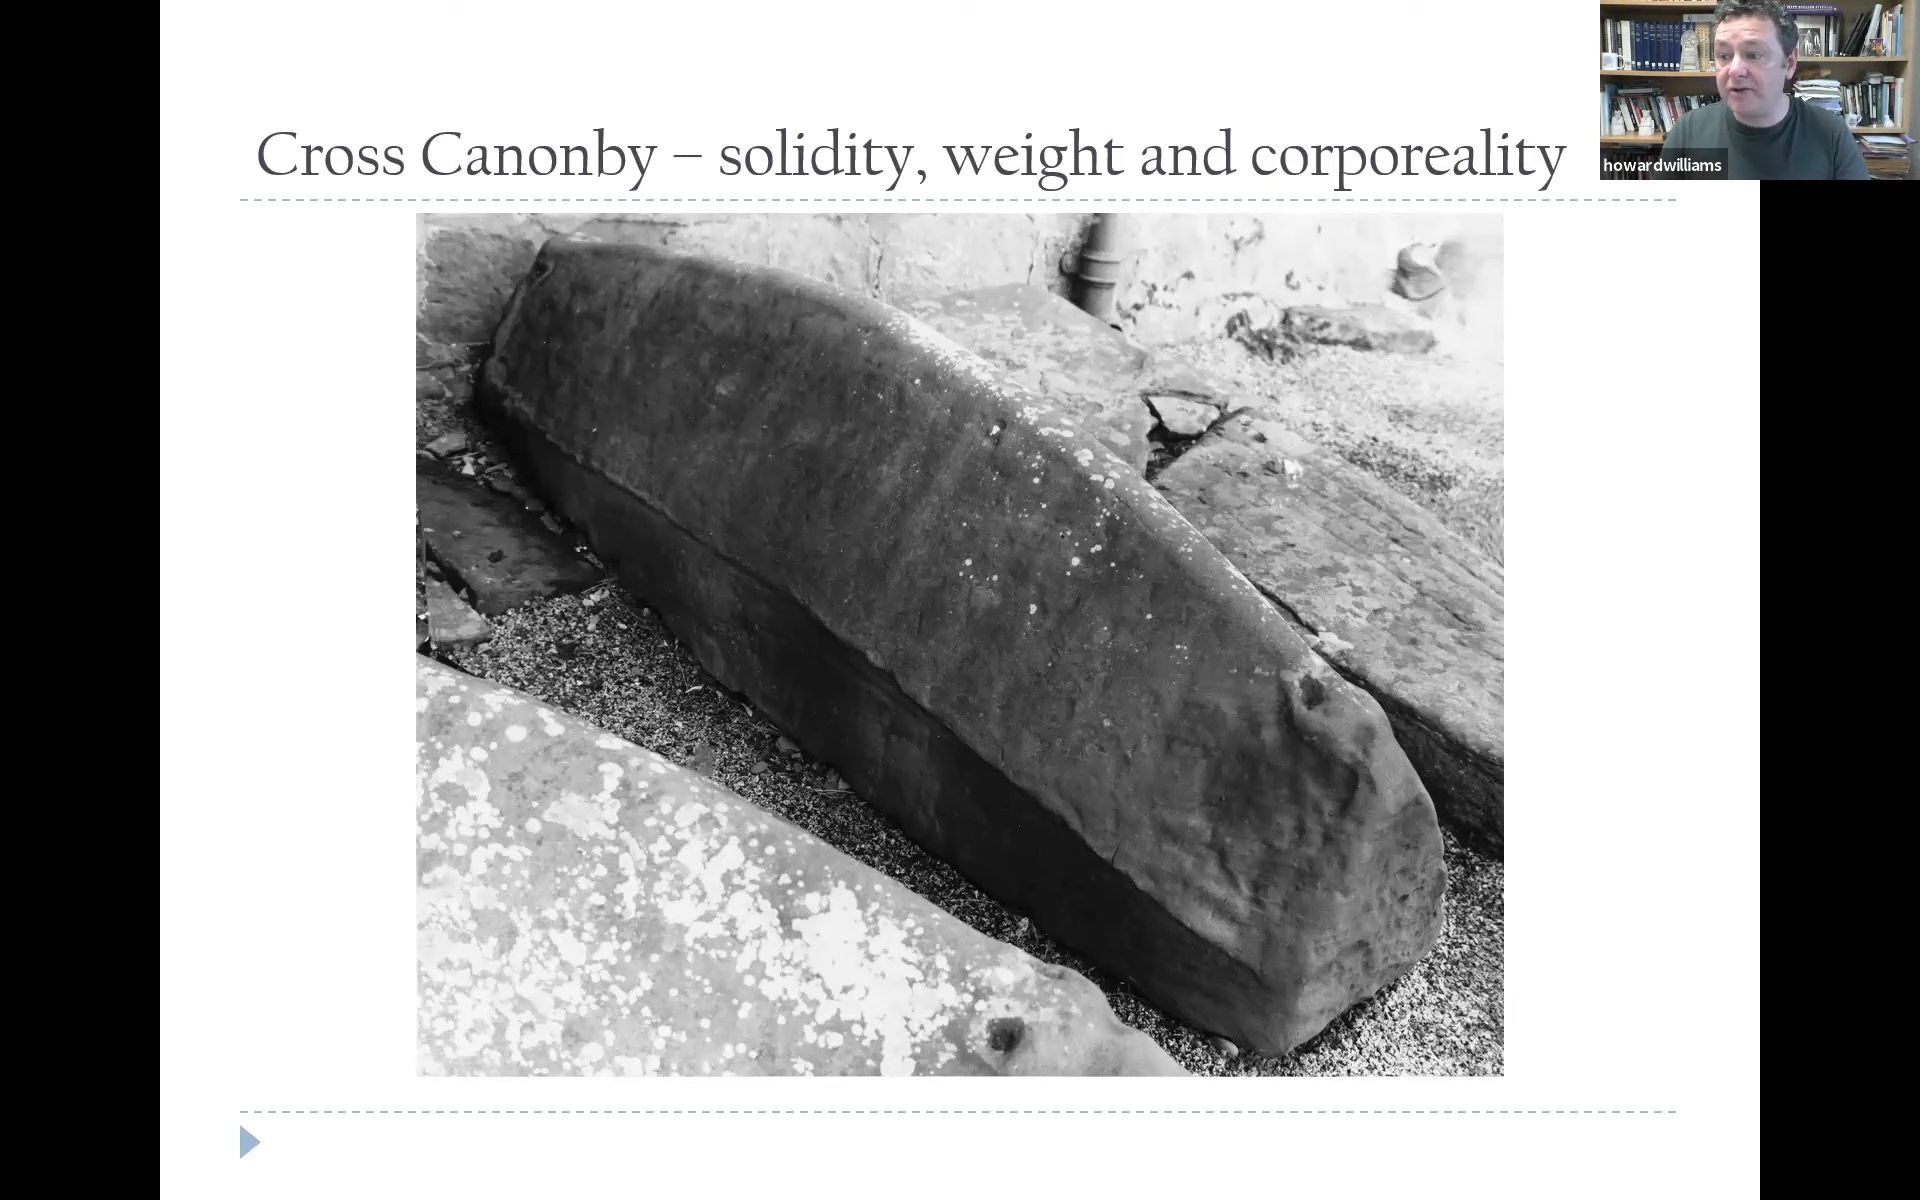 Cross Canonby – solidity, weight and corporeality
howardwilliams